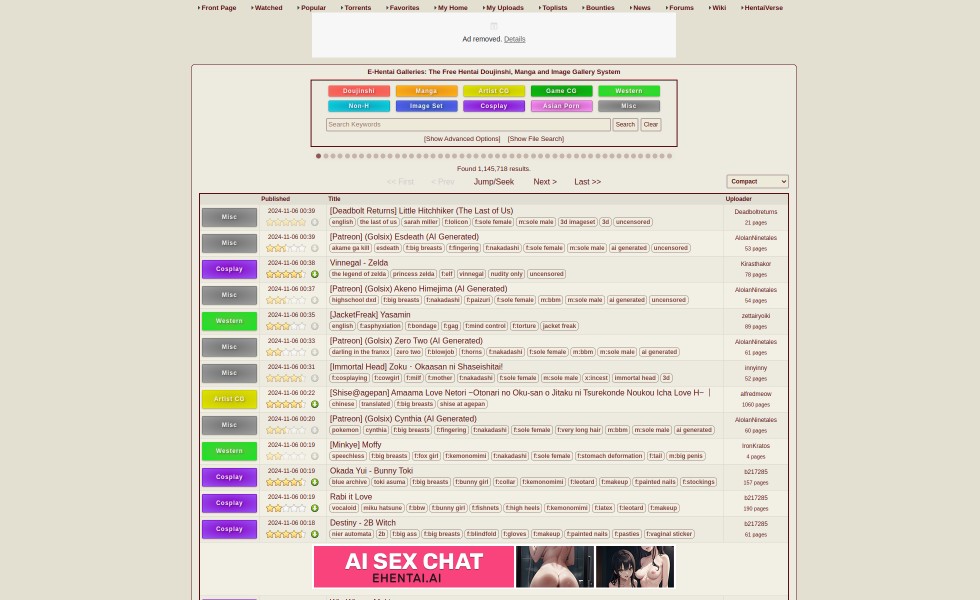 Front Page Watched Popular Torrents Favorites My Home My Uploads Toplists Bounties News Forums Wiki HentaiVerse
Ad removed. Details
E-Hentai Galleries: The Free Hentai Doujinshi, Manga and Image Gallery System
Doujinshi Manga Artist CG Game CG Western
Non-H Image Set Cosplay Asian Porn Misc
Search Keywords Search Clear
[Show Advanced Options] [Show File Search]
Found 1,145,718 results.
<< First < Prev Jump/Seek Next > Last >> Compact
Published Title Uploader
Misc 2024-11-06 00:39 [Deadbolt Returns] Little Hitchhiker (The Last of Us) Deadboltreturns
english the last of us sarah miller f:lolicon f:sole female m:sole male 3d imageset 3d uncensored 21 pages
Misc 2024-11-06 00:39 [Patreon] (Golsix) Esdeath (AI Generated) AlolanNinetales
akame ga kill esdeath f:big breasts f:fingering f:nakadashi f:sole female m:sole male ai generated uncensored 53 pages
Cosplay 2024-11-06 00:38 Vinnegal - Zelda Kirasthakor
the legend of zelda princess zelda f:elf vinnegal nudity only uncensored 78 pages
Misc 2024-11-06 00:37 [Patreon] (Golsix) Akeno Himejima (AI Generated) AlolanNinetales
highschool dxd f:big breasts f:nakadashi f:paizuri f:sole female m:bbm m:sole male ai generated uncensored 54 pages
Western 2024-11-06 00:35 [JacketFreak] Yasamin zettairyoiki
english f:asphyxiation f:bondage f:gag f:mind control f:torture jacket freak 89 pages
Misc 2024-11-06 00:33 [Patreon] (Golsix) Zero Two (AI Generated) AlolanNinetales
darling in the franxx zero two f:blowjob f:horns f:nakadashi f:sole female m:bbm m:sole male ai generated 61 pages
Misc 2024-11-06 00:31 [Immortal Head] Zoku・Okaasan ni Shaseishitai! innyinny
f:cosplaying f:cowgirl f:milf f:mother f:nakadashi f:sole female m:sole male x:incest immortal head 3d 52 pages
Artist CG 2024-11-06 00:22 [Shise@agepan] Amaama Love Netori ~Otonari no Oku-san o Jitaku ni Tsurekonde Noukou Icha Love H~ | alfredmeow
chinese translated f:big breasts shise at agepan 1060 pages
Misc 2024-11-06 00:20 [Patreon] (Golsix) Cynthia (AI Generated) AlolanNinetales
pokemon cynthia f:big breasts f:fingering f:nakadashi f:sole female f:very long hair m:bbm m:sole male ai generated 60 pages
Western 2024-11-06 00:19 [Minkye] Moffy IronKratos
speechless f:big breasts f:fox girl f:kemonomimi f:nakadashi f:sole female f:stomach deformation f:tail m:big penis 4 pages
Cosplay 2024-11-06 00:19 Okada Yui - Bunny Toki b217285
blue archive toki asuma f:big breasts f:bunny girl f:collar f:kemonomimi f:leotard f:makeup f:painted nails f:stockings 157 pages
Cosplay 2024-11-06 00:19 Rabi it Love b217285
vocaloid miku hatsune f:bbw f:bunny girl f:fishnets f:high heels f:kemonomimi f:latex f:leotard f:makeup 190 pages
Cosplay 2024-11-06 00:18 Destiny - 2B Witch b217285
nier automata 2b f:big ass f:big breasts f:blindfold f:gloves f:makeup f:painted nails f:pasties f:vaginal sticker 61 pages
AI SEX CHAT
EHENTAI.AI